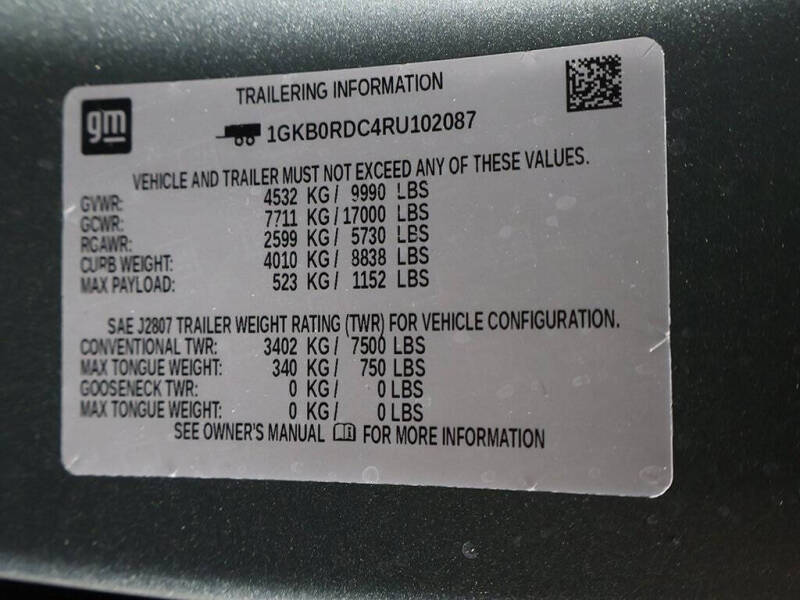 gm
TRAILERING INFORMATION
1GKB0RDC4RU102087
VEHICLE AND TRAILER MUST NOT EXCEED ANY OF THESE VALUES.
GVWR: 4532 KG/ 9990 LBS
GCWR: 7711 KG/ 17000 LBS
RGAWR: 2599 KG/ 5730 LBS
CURB WEIGHT: 4010 KG/ 8838 LBS
MAX PAYLOAD: 523 KG/ 1152 LBS
SAE J2807 TRAILER WEIGHT RATING (TWR) FOR VEHICLE CONFIGURATION.
CONVENTIONAL TWR: 3402 KG/ 7500 LBS
MAX TONGUE WEIGHT: 340 KG/ 750 LBS
GOOSENECK TWR: 0 KG/ 0 LBS
MAX TONGUE WEIGHT: 0 KG/ 0 LBS
SEE OWNER'S MANUAL FOR MORE INFORMATION